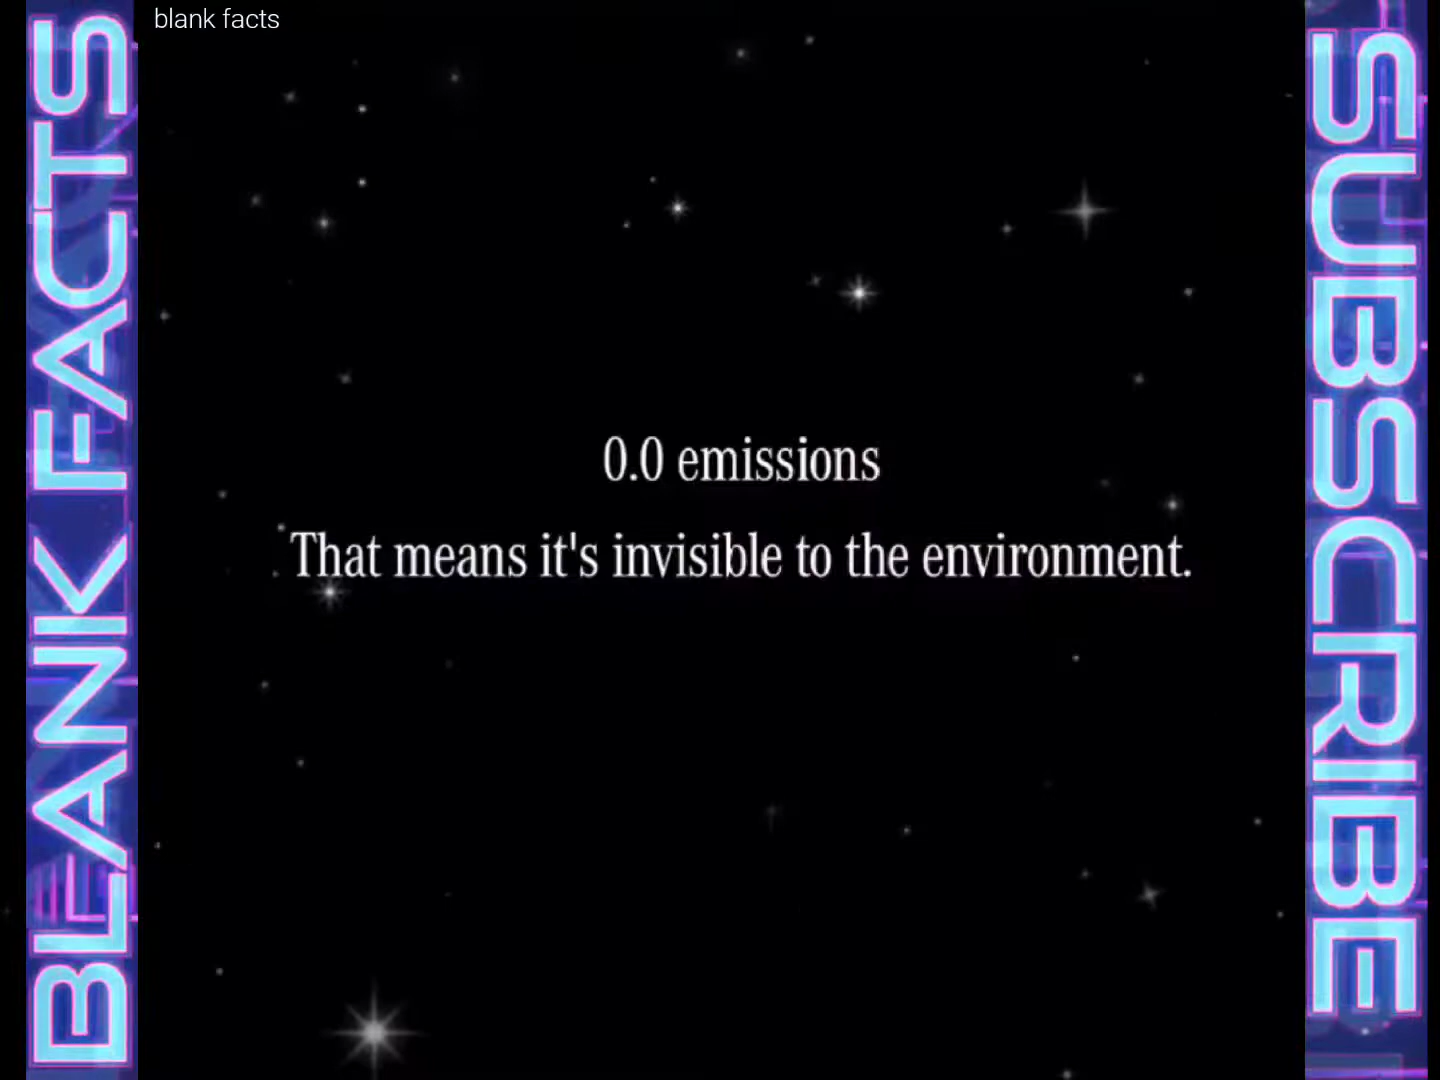 blank facts
BLANK FACTS
0.0 emissions
That means it's invisible to the environment.
SUBSCRIBE